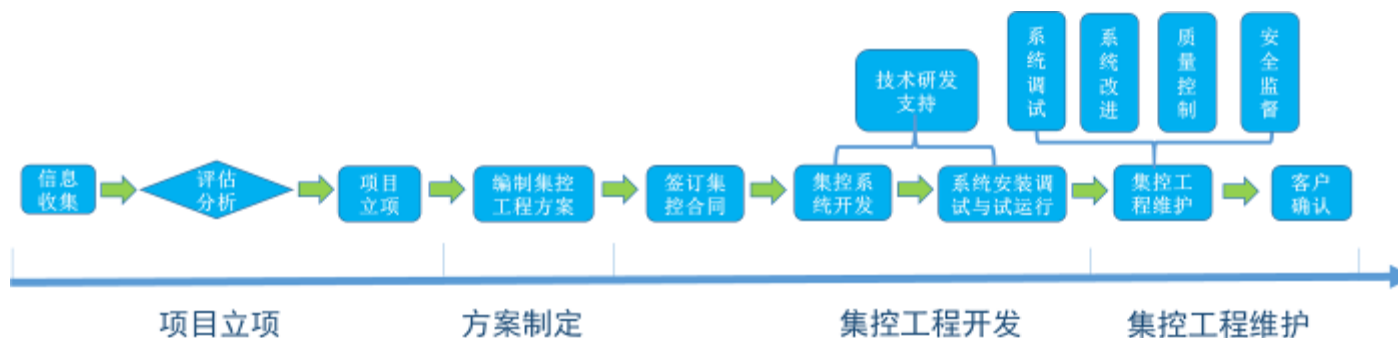 系统调试
系统改进
质量控制
安全监督
技术研发
支持
信息
收集
评估
分析
项目
立项
编制集控
工程方案
签订集
控合同
集控系
统开发
系统安装调
试与试运行
集控工
程维护
客户
确认
项目立项
方案制定
集控工程开发
集控工程维护